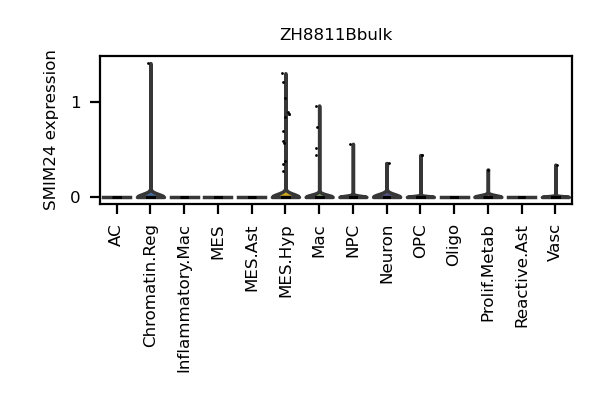 ZH8811Bbulk
SMIM24 expression
1
0
AC
Chromatin.Reg
Inflammatory.Mac
MES
MES.Ast
MES.Hyp
Mac
NPC
Neuron
OPC
Oligo
Prolif.Metab
Reactive.Ast
Vasc